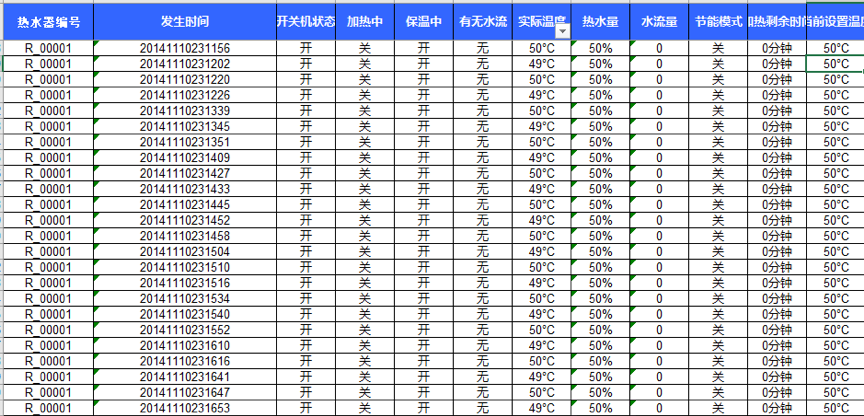 热水器编号 发生时间 开关机状态 加热中 保温中 有无水流 实际温度 热水量 水流量 节能模式 热剩余时 前设置温度
R_00001 20141110231156 开 关 开 无 50°C 50% 0 关 0分钟 50°C
R_00001 20141110231202 开 关 开 无 49°C 50% 0 关 0分钟 50°C
R_00001 20141110231220 开 关 开 无 50°C 50% 0 关 0分钟 50°C
R_00001 20141110231226 开 关 开 无 49°C 50% 0 关 0分钟 50°C
R_00001 20141110231339 开 关 开 无 50°C 50% 0 关 0分钟 50°C
R_00001 20141110231345 开 关 开 无 49°C 50% 0 关 0分钟 50°C
R_00001 20141110231351 开 关 开 无 50°C 50% 0 关 0分钟 50°C
R_00001 20141110231409 开 关 开 无 49°C 50% 0 关 0分钟 50°C
R_00001 20141110231427 开 关 开 无 50°C 50% 0 关 0分钟 50°C
R_00001 20141110231433 开 关 开 无 49°C 50% 0 关 0分钟 50°C
R_00001 20141110231445 开 关 开 无 50°C 50% 0 关 0分钟 50°C
R_00001 20141110231452 开 关 开 无 49°C 50% 0 关 0分钟 50°C
R_00001 20141110231458 开 关 开 无 50°C 50% 0 关 0分钟 50°C
R_00001 20141110231504 开 关 开 无 49°C 50% 0 关 0分钟 50°C
R_00001 20141110231510 开 关 开 无 50°C 50% 0 关 0分钟 50°C
R_00001 20141110231516 开 关 开 无 49°C 50% 0 关 0分钟 50°C
R_00001 20141110231534 开 关 开 无 50°C 50% 0 关 0分钟 50°C
R_00001 20141110231540 开 关 开 无 49°C 50% 0 关 0分钟 50°C
R_00001 20141110231552 开 关 开 无 50°C 50% 0 关 0分钟 50°C
R_00001 20141110231610 开 关 开 无 49°C 50% 0 关 0分钟 50°C
R_00001 20141110231616 开 关 开 无 50°C 50% 0 关 0分钟 50°C
R_00001 20141110231641 开 关 开 无 49°C 50% 0 关 0分钟 50°C
R_00001 20141110231647 开 关 开 无 50°C 50% 0 关 0分钟 50°C
R_00001 20141110231653 开 关 开 无 49°C 50% 0 关 0分钟 50°C